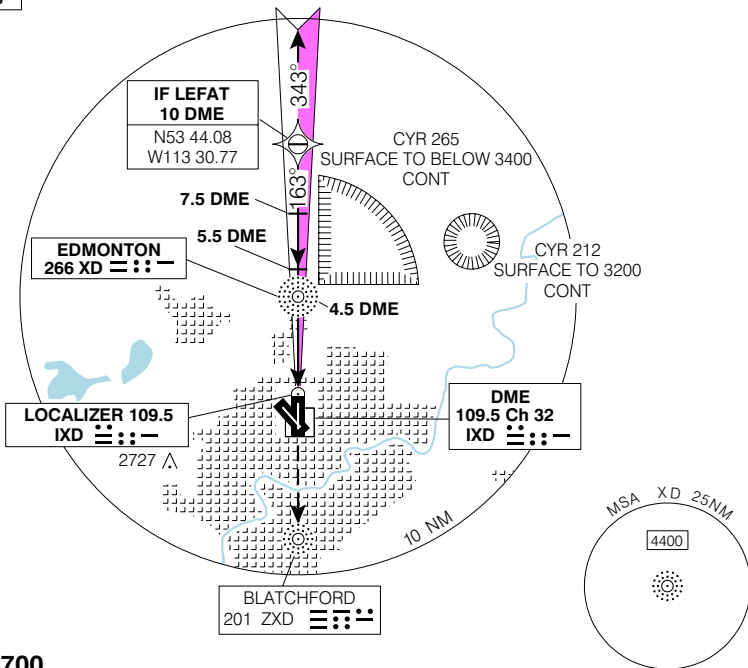 343°
IF LEFAT
10 DME
N53 44.08
W113 30.77
163°
CYR 265
SURFACE TO BELOW 3400
CONT
7.5 DME
5.5 DME
EDMONTON
266 XD
CYR 212
SURFACE TO 3200
CONT
4.5 DME
LOCALIZER 109.5
IXD
DME
109.5 Ch 32
IXD
2727
10 NM
MSA XD 25NM
4400
BLATCHFORD
201 ZXD
700